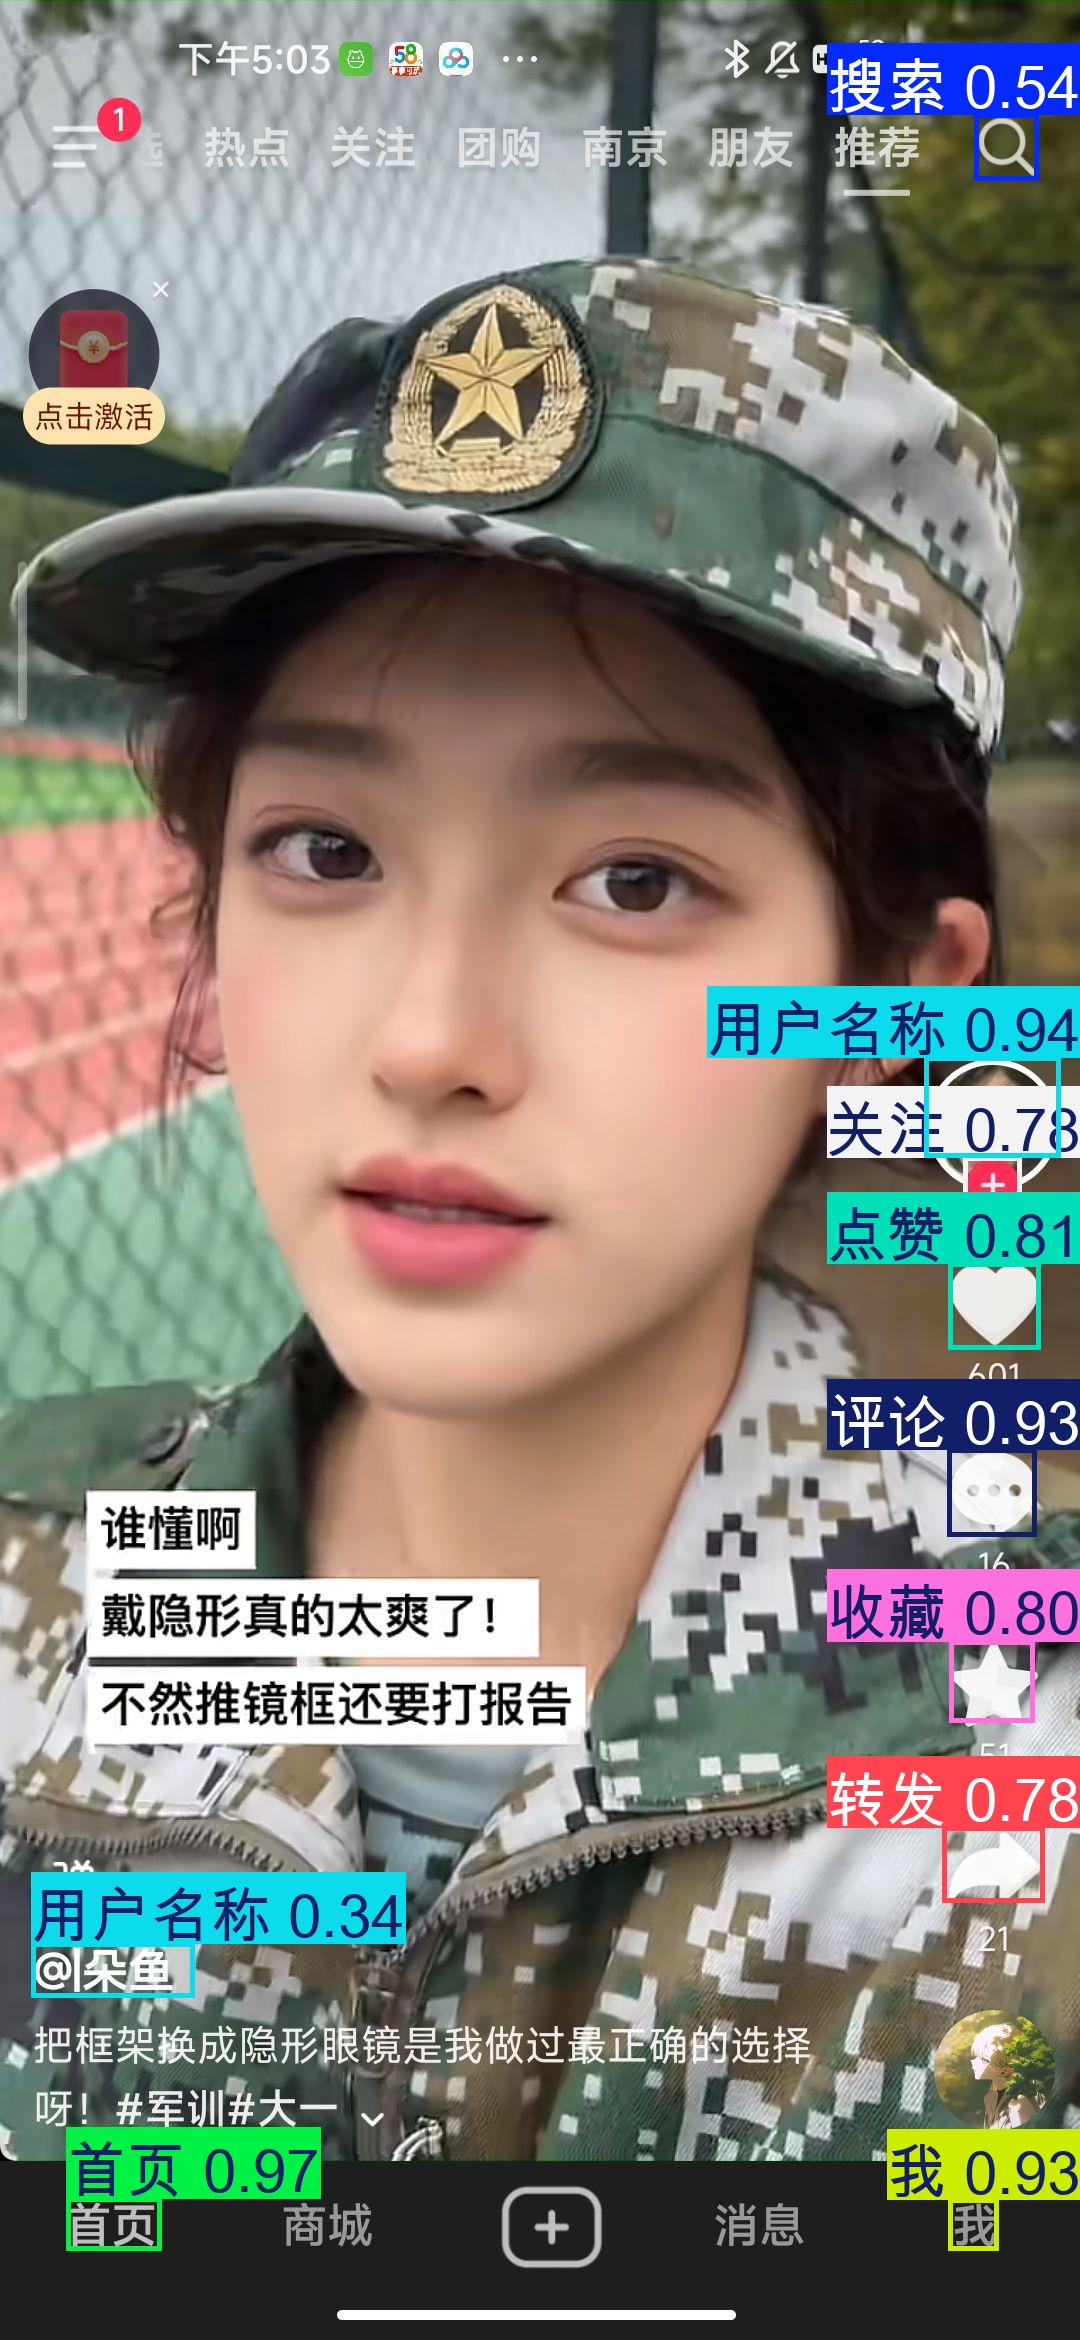 下午5:03
58
搜索 0.54
1
热点 关注 团购 南京 朋友 推荐
点击激活
用户名称 0.94
关注 0.78
点赞 0.81
601
评论 0.93
16
谁懂啊
戴隐形真的太爽了！
不然推镜框还要打报告
收藏 0.80
51
转发 0.78
21
用户名称 0.34
@|朵鱼
把框架换成隐形眼镜是我做过最正确的选择
呀！#军训#大一
首页 0.97
我 0.93
首页 商城 消息 我